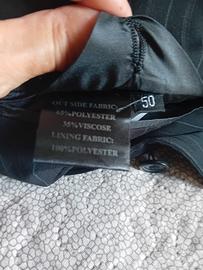 50
OUT SIDE FABRIC:
65%POLYESTER
35%VISCOSE
LINING FABRIC:
100%POLYESTER